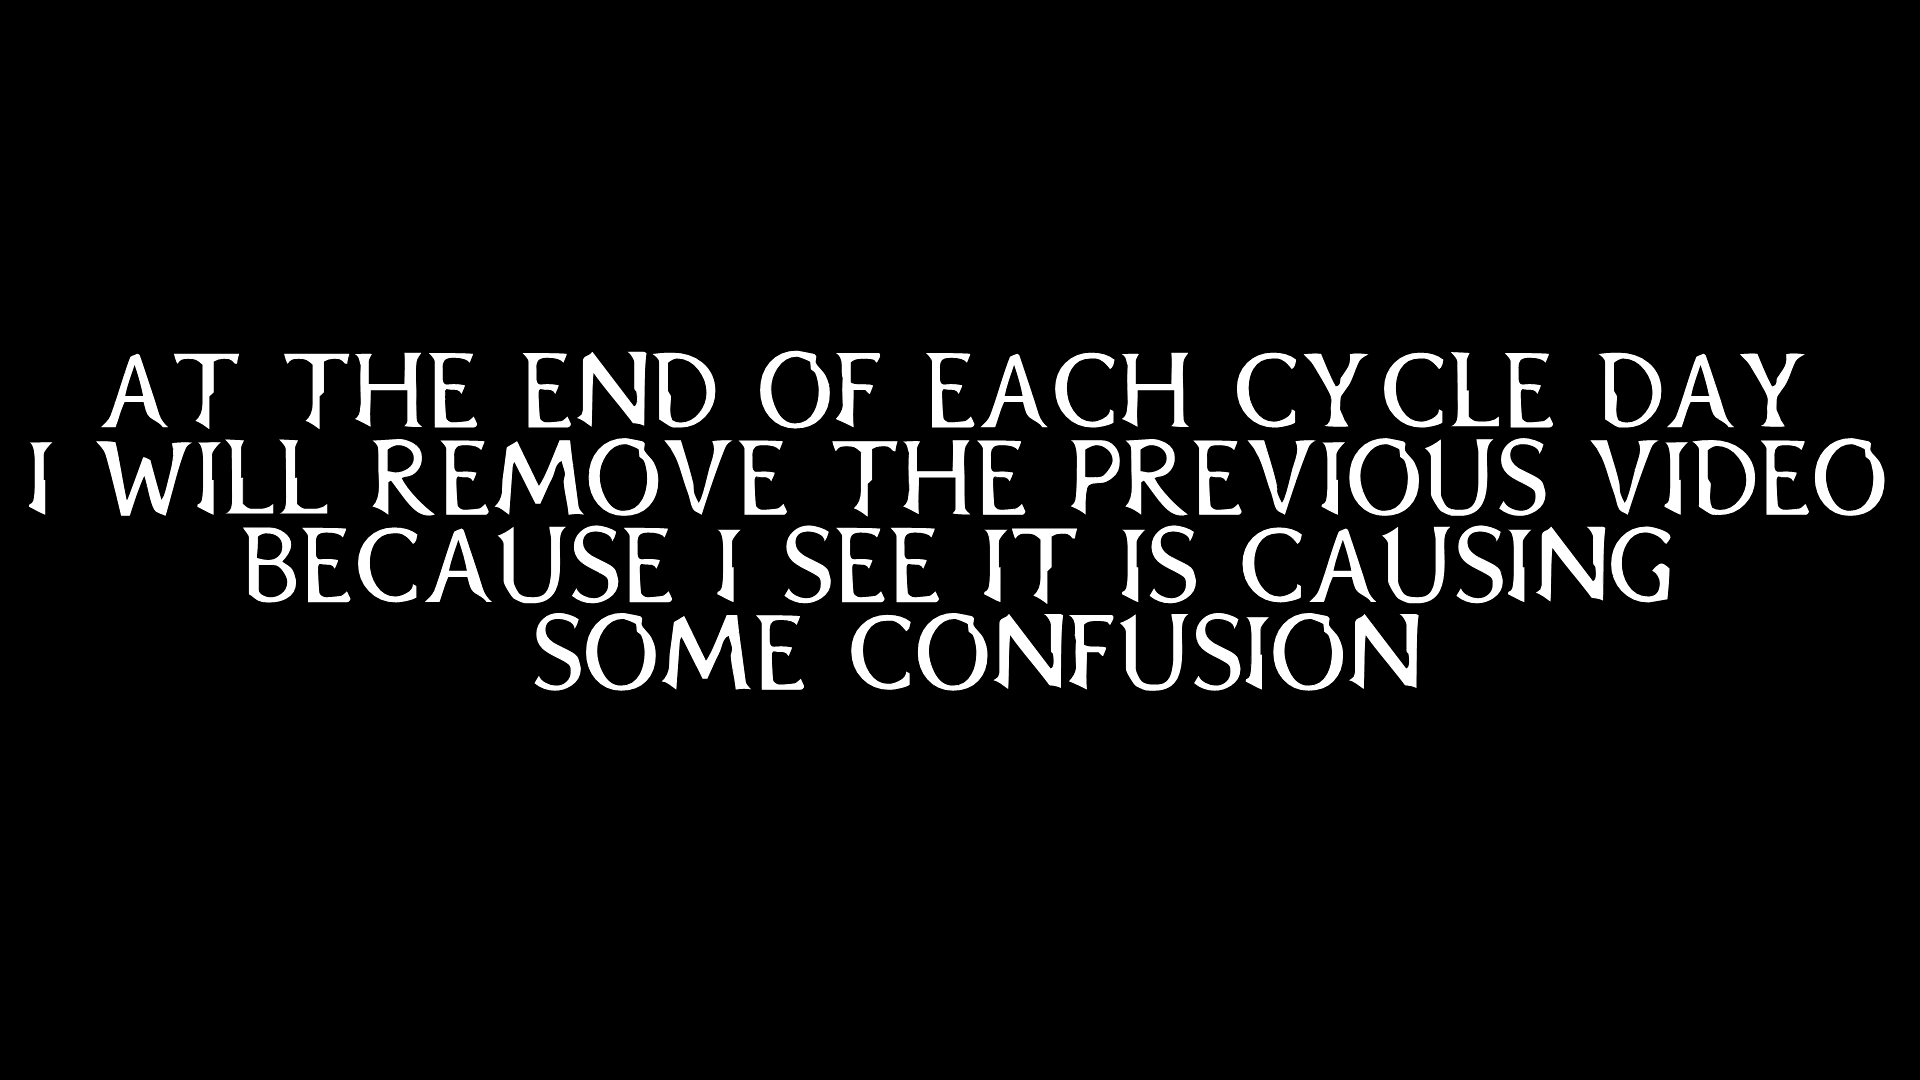 AT THE END OF EACH CYCLE DAY
I WILL REMOVE THE PREVIOUS VIDEO
BECAUSE I SEE IT IS CAUSING
SOME CONFUSION